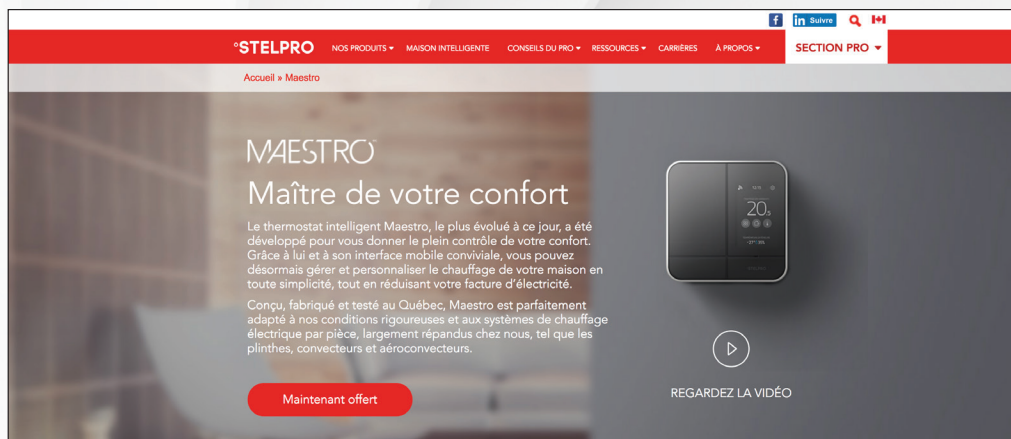 f in Suivre
°STELPRO NOS PRODUITS MAISON INTELLIGENTE CONSEILS DU PRO RESSOURCES CARRIÈRES À PROPOS SECTION PRO
Accueil » Maestro
MAESTRO
Maître de votre confort
Le thermostat intelligent Maestro, le plus évolué à ce jour, a été
développé pour vous donner le plein contrôle de votre confort.
Grâce à lui et à son interface mobile conviviale, vous pouvez
désormais gérer et personnaliser le chauffage de votre maison en
toute simplicité, tout en réduisant votre facture d'électricité.
Conçu, fabriqué et testé au Québec, Maestro est parfaitement
adapté à nos conditions rigoureuses et aux systèmes de chauffage
électrique par pièce, largement répandus chez nous, tel que les
plinthes, convecteurs et aéroconvecteurs.
Maintenant offert
20.5
REGARDEZ LA VIDÉO